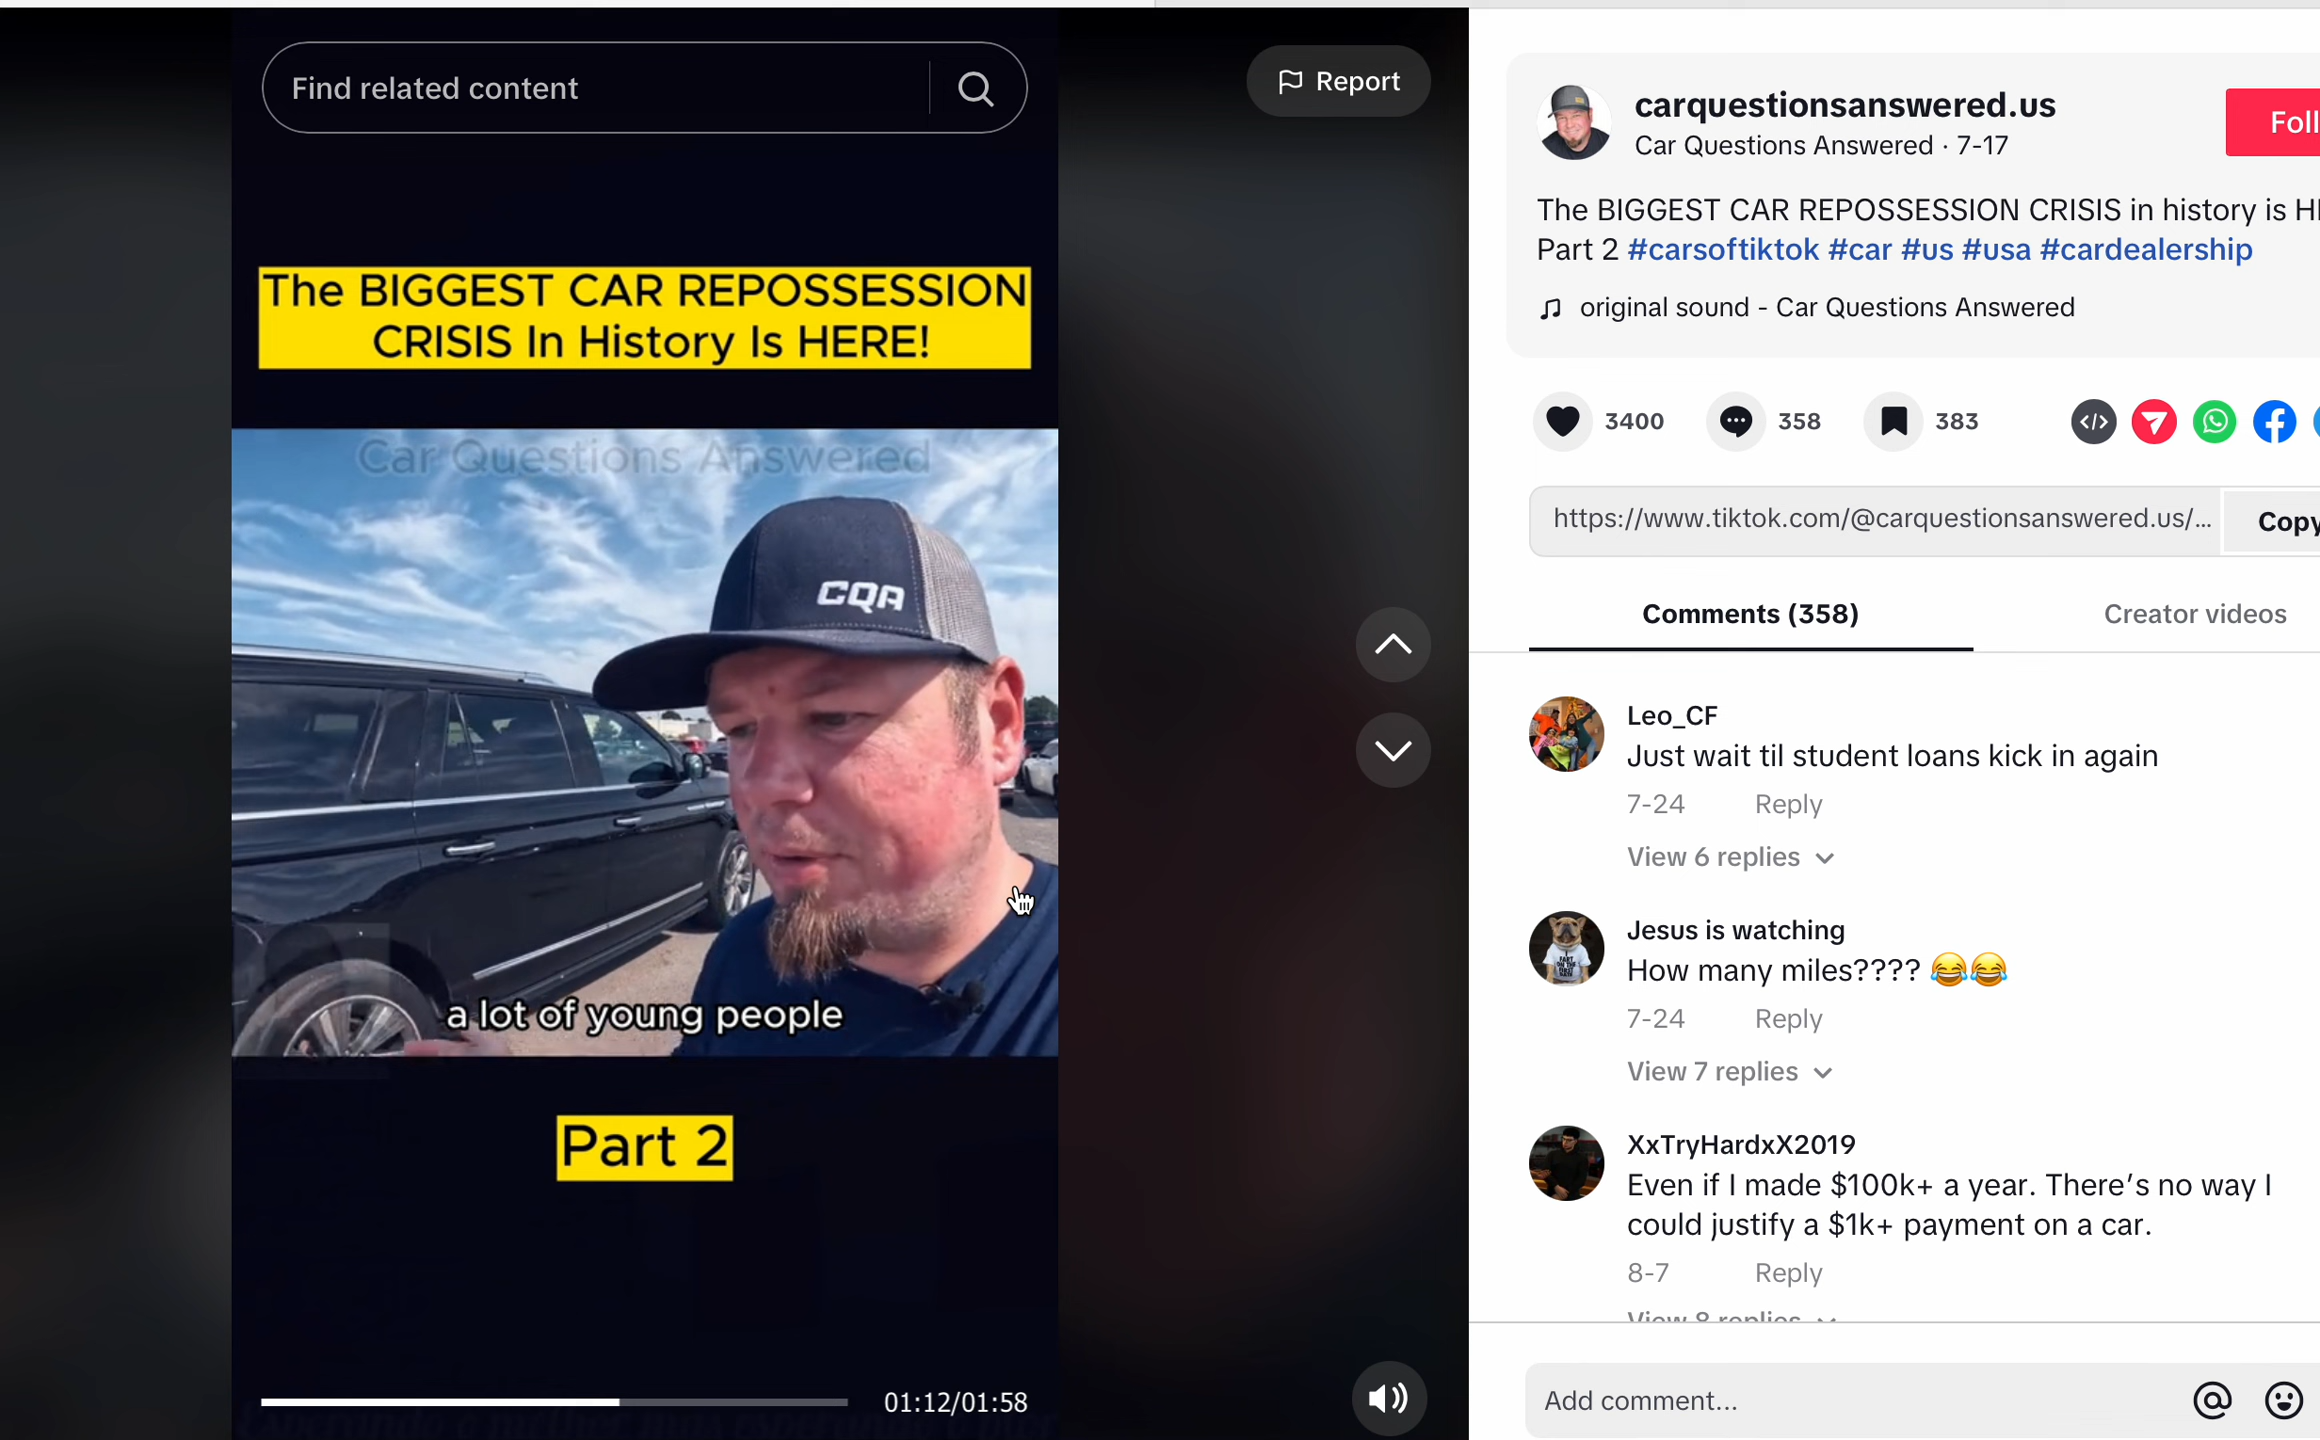 Find related content
Report
The BIGGEST CAR REPOSSESSION
CRISIS In History Is HERE!
Car Questions Answered
CQA
a lot of young people
Part 2
01:12/01:58
carquestionsanswered.us
Car Questions Answered · 7-17
Foll
The BIGGEST CAR REPOSSESSION CRISIS in history is H
Part 2 #carsoftiktok #car #us #usa #cardealership
original sound - Car Questions Answered
3400
358
383
https://www.tiktok.com/@carquestionsanswered.us/...
Copy
Comments (358)
Creator videos
Leo_CF
Just wait til student loans kick in again
7-24 Reply
View 6 replies
Jesus is watching
How many miles???? 😂😂
7-24 Reply
View 7 replies
XxTryHardxX2019
Even if I made $100k+ a year. There's no way I
could justify a $1k+ payment on a car.
8-7 Reply
View 8 replies
Add comment...